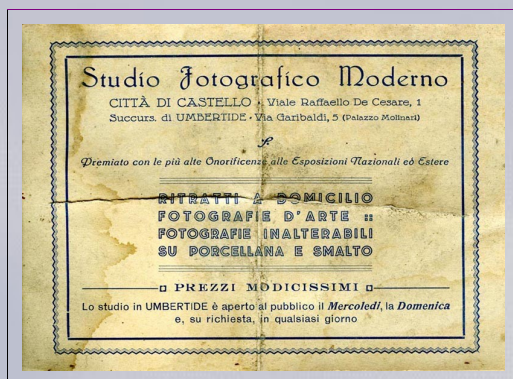 Studio Fotografico Moderno
CITTÀ DI CASTELLO • Viale Raffaello De Cesare, 1
Succurs. di UMBERTIDE • Via Garibaldi, 5 (Palazzo Molinari)
Premiato con le più alte Onorificenze alle Esposizioni Nazionali ed Estere
RITRATTI A DOMICILIO
FOTOGRAFIE D'ARTE ::
FOTOGRAFIE INALTERABILI
SU PORCELLANA E SMALTO
PREZZI MODICISSIMI
Lo studio in UMBERTIDE è aperto al pubblico il Mercoledì, la Domenica
e, su richiesta, in qualsiasi giorno